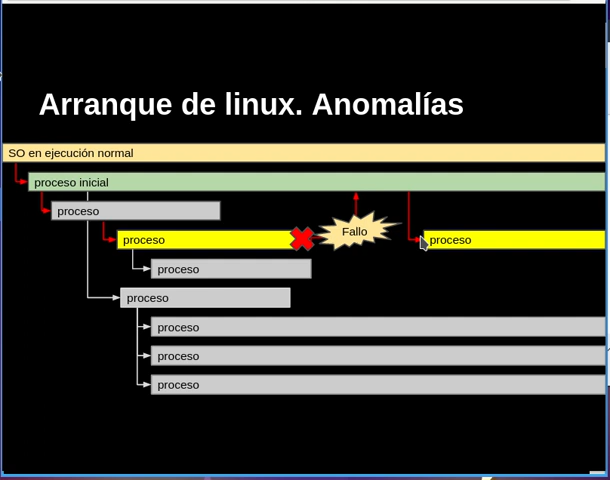 Arranque de linux. Anomalías
SO en ejecución normal
proceso inicial
proceso
proceso
Fallo
proceso
proceso
proceso
proceso
proceso
proceso